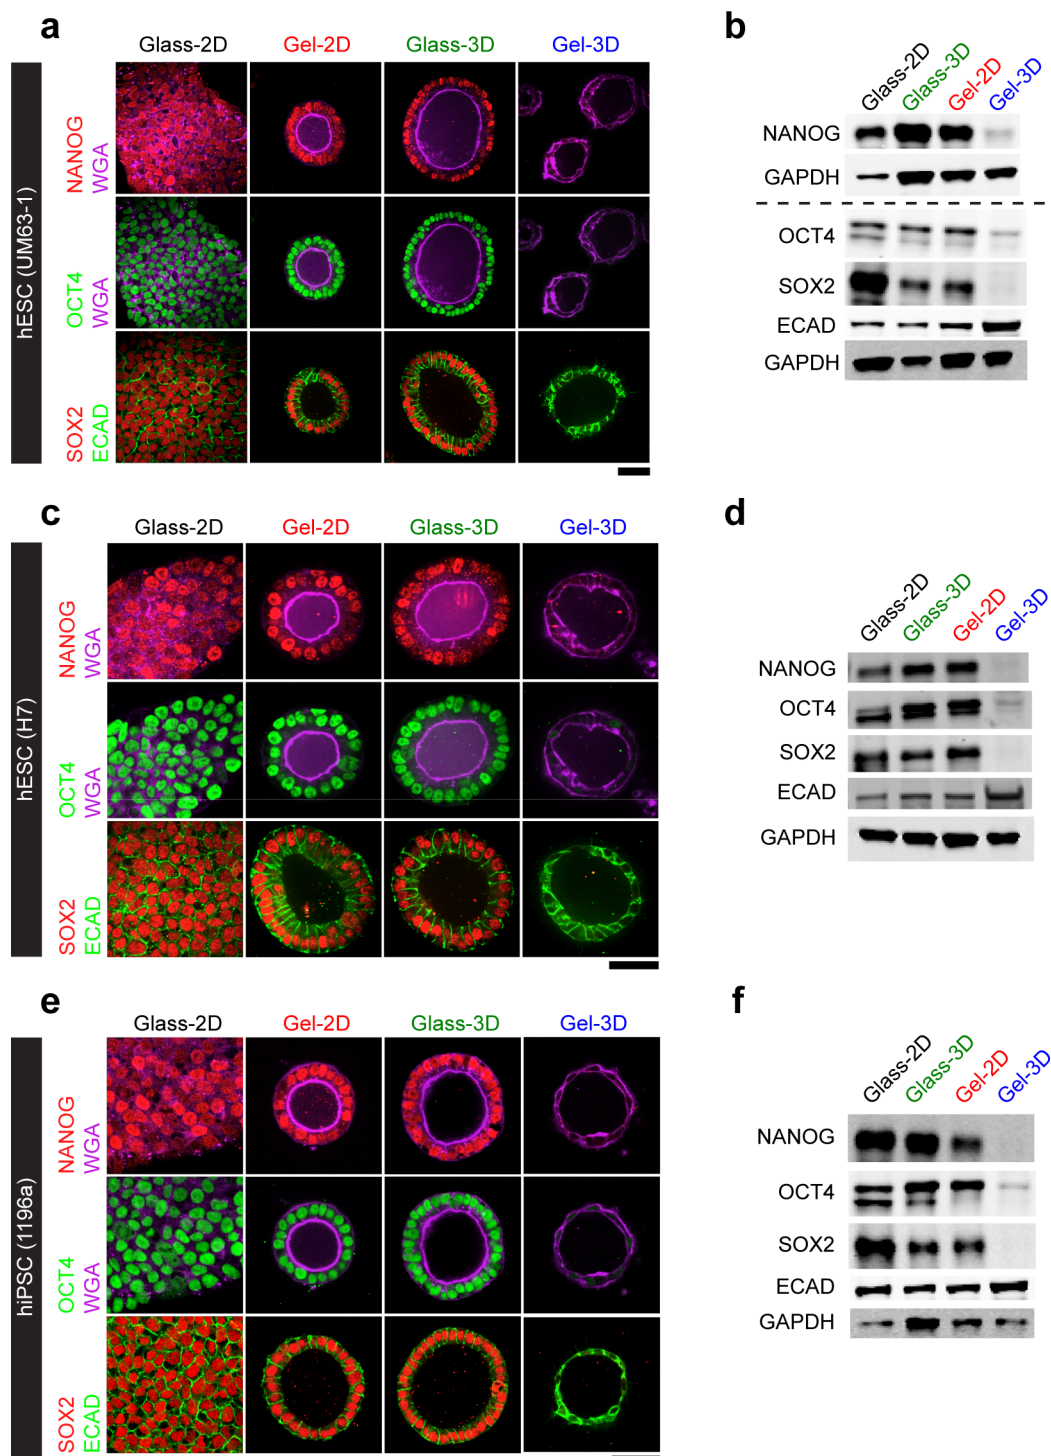 a
Glass-2D Gel-2D Glass-3D Gel-3D
hESC (UM63-1)
NANOG
WGA
OCT4
WGA
SOX2
ECAD
b
Glass-2D Glass-3D Gel-2D Gel-3D
NANOG
GAPDH
OCT4
SOX2
ECAD
GAPDH
c
Glass-2D Gel-2D Glass-3D Gel-3D
hESC (H7)
NANOG
WGA
OCT4
WGA
SOX2
ECAD
d
Glass-2D Glass-3D Gel-2D Gel-3D
NANOG
OCT4
SOX2
ECAD
GAPDH
e
Glass-2D Gel-2D Glass-3D Gel-3D
hiPSC (1196a)
NANOG
WGA
OCT4
WGA
SOX2
ECAD
f
Glass-2D Glass-3D Gel-2D Gel-3D
NANOG
OCT4
SOX2
ECAD
GAPDH